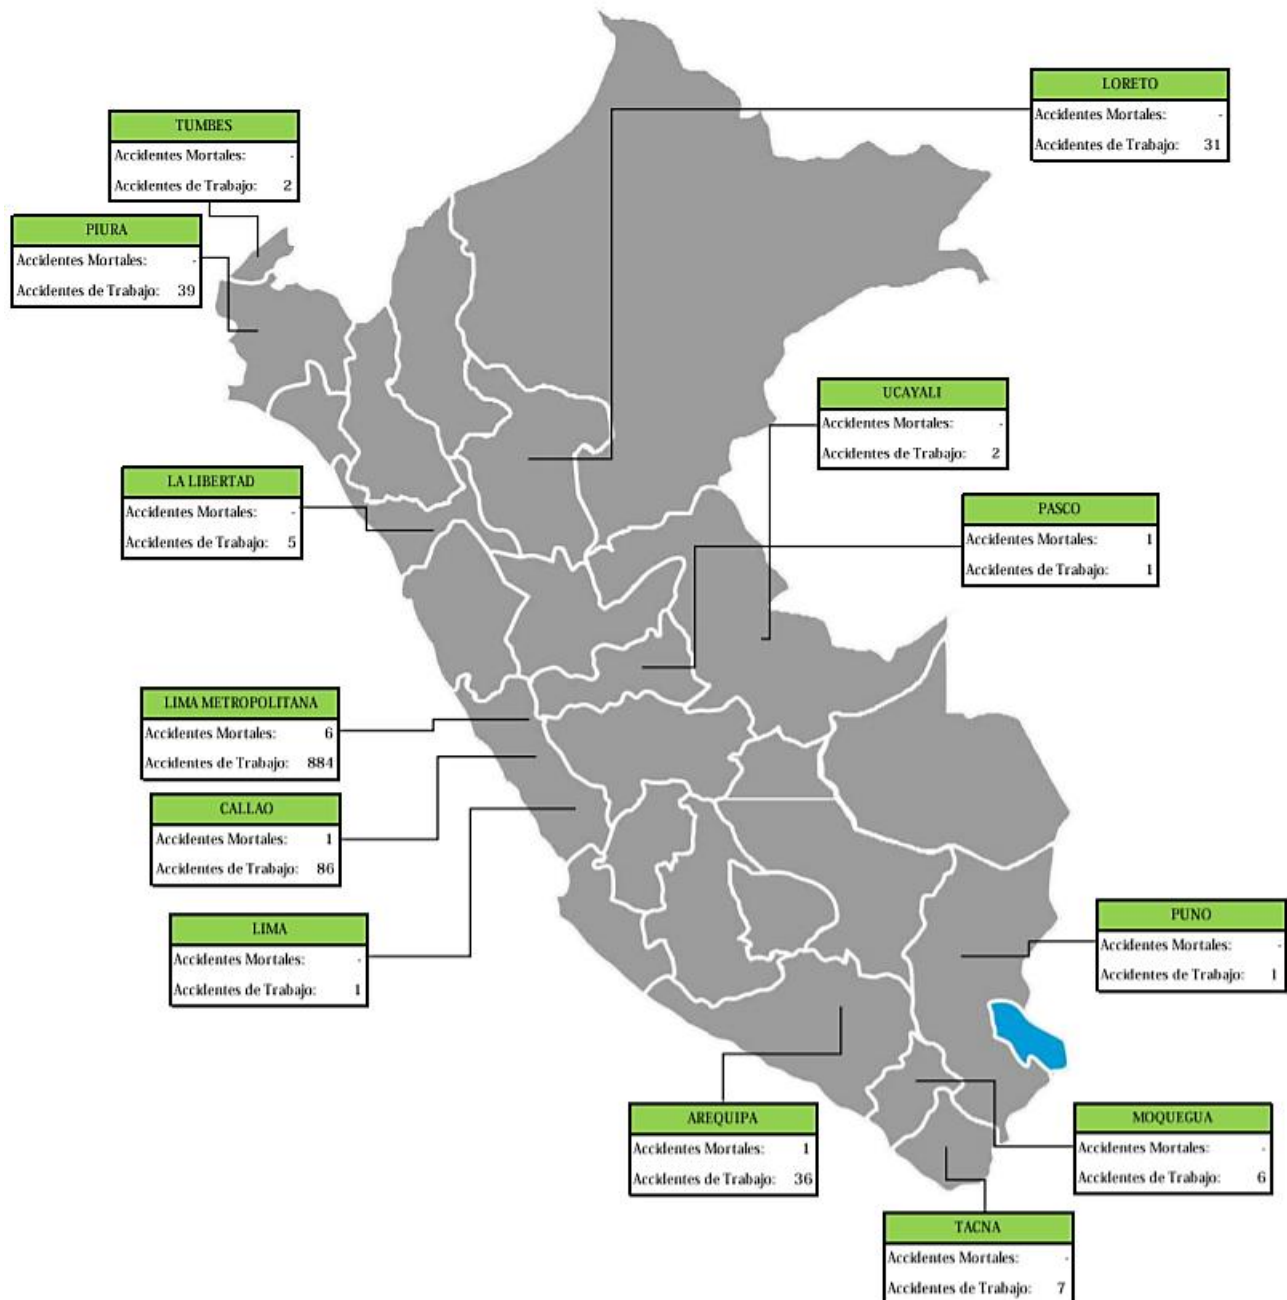 LORETO
Accidentes Mortales: -
Accidentes de Trabajo: 31
TUMBES
Accidentes Mortales: -
Accidentes de Trabajo: 2
PIURA
Accidentes Mortales: -
Accidentes de Trabajo: 39
UCAYALI
Accidentes Mortales: -
Accidentes de Trabajo: 2
LA LIBERTAD
Accidentes Mortales: -
Accidentes de Trabajo: 5
PASCO
Accidentes Mortales: 1
Accidentes de Trabajo: 1
LIMA METROPOLITANA
Accidentes Mortales: 6
Accidentes de Trabajo: 884
CALLAO
Accidentes Mortales: 1
Accidentes de Trabajo: 86
LIMA
Accidentes Mortales: -
Accidentes de Trabajo: 1
PUNO
Accidentes Mortales: -
Accidentes de Trabajo: 1
AREQUIPA
Accidentes Mortales: 1
Accidentes de Trabajo: 36
MOQUEGUA
Accidentes Mortales: -
Accidentes de Trabajo: 6
TACNA
Accidentes Mortales: -
Accidentes de Trabajo: 7